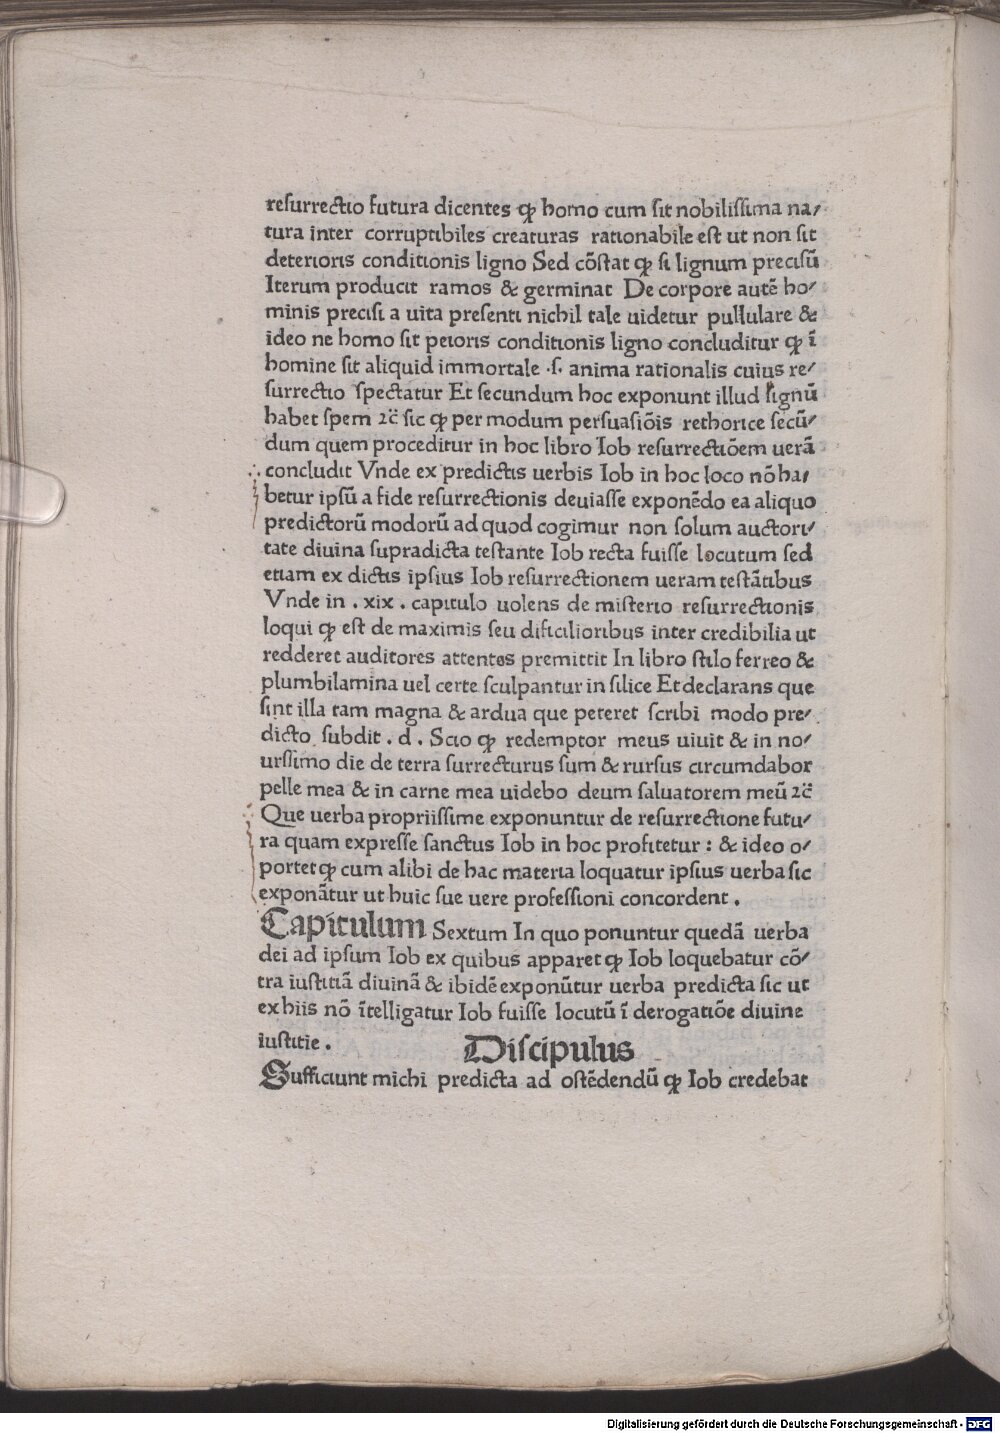 resurrectio futura dicentes ꝙ homo cum sit nobilissima na/
tura inter corruptibiles creaturas rationabile est ut non sit
deterioris conditionis ligno Sed cõstat ꝙ si lignum precisũ
Iterum producit ramos & germinat De corpore autẽ ho/
minis precisi a uita presenti nichil tale uidetur pullulare &
ideo ne homo sit peioris conditionis ligno concluditur ꝙ ĩ
homine sit aliquid immortale .s. anima rationalis cuius re/
surrectio spectatur Et secundum hoc exponunt illud lignũ
habet spem ⁊c̃ sic ꝙ per modum persuasiõis rethorice secũ/
dum quem proceditur in hoc libro Iob resurrectiõem uerã
concludit Vnde ex predictis uerbis Iob in hoc loco nõ ha/
betur ipsũ a fide resurrectionis deuiasse exponẽdo ea aliquo
predictorũ modorũ ad quod cogimur non solum auctori/
tate diuina supradicta testante Iob recta fuisse locutum sed
etiam ex dictis ipsius Iob resurrectionem ueram testãtibus
Vnde in . xix . capitulo uolens de misterio resurrectionis
loqui ꝙ est de maximis seu dificilioribus inter credibilia ut
redderet auditores attentos premittit In libro stilo ferreo &
plumbilamina uel certe sculpantur in silice Et declarans que
sint illa tam magna & ardua que peteret scribi modo pre/
dicto subdit . d . Scio ꝙ redemptor meus uiuit & in no/
uissimo die de terra surrecturus sum & rursus circumdabor
pelle mea & in carne mea uidebo deum saluatorem meũ ⁊c̃
Que uerba propriissime exponuntur de resurrectione futu/
ra quam expresse sanctus Iob in hoc profitetur : & ideo o/
portet ꝙ cum alibi de hac materia loquatur ipsius uerba sic
exponãtur ut huic sue uere professioni concordent .
Capitulum Sextum In quo ponuntur quedã uerba
dei ad ipsum Iob ex quibus apparet ꝙ Iob loquebatur cõ/
tra iustitiã diuinã & ibidẽ exponũtur uerba predicta sic ut
ex hiis nõ ĩtelligatur Iob fuisse locutũ ĩ derogatiõe diuine
iustitie . Discipulus
Sufficiunt michi predicta ad ostẽdendũ ꝙ Iob credebat
Digitalisierung gefördert durch die Deutsche Forschungsgemeinschaft - DFG